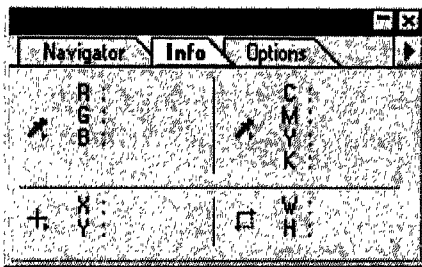 Navigator Info Options
R :
G :
B :
C :
M :
Y :
K :
X :
Y :
W :
H :